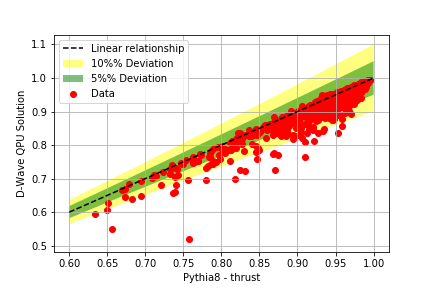 Linear relationship
10%% Deviation
5%% Deviation
Data
1.1
1.0
0.9
0.8
0.7
0.6
0.5
D-Wave QPU Solution
0.60 0.65 0.70 0.75 0.80 0.85 0.90 0.95 1.00
Pythia8 - thrust